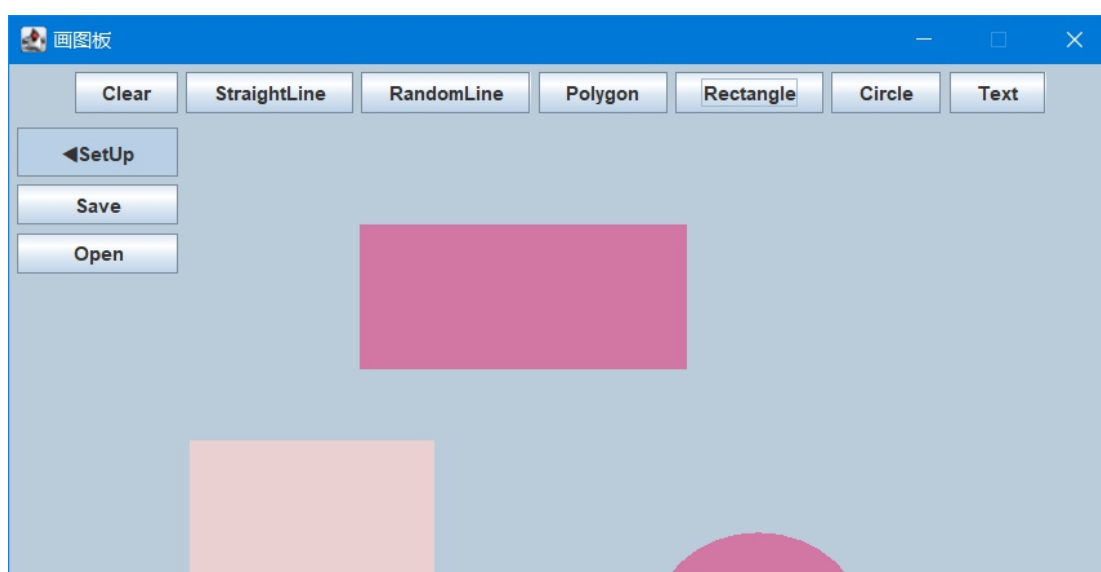 画图板
Clear StraightLine RandomLine Polygon Rectangle Circle Text
◀SetUp
Save
Open